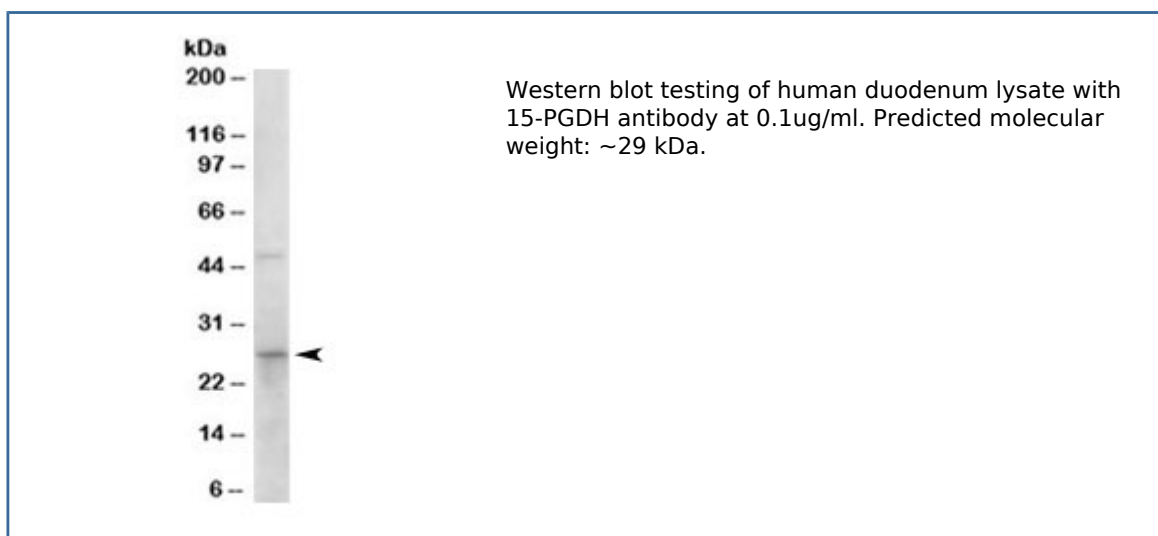 kDa
200 --
116 --
97 --
66 --
44 --
31 --
22 --
14 --
6 --
Western blot testing of human duodenum lysate with
15-PGDH antibody at 0.1ug/ml. Predicted molecular
weight: ~29 kDa.